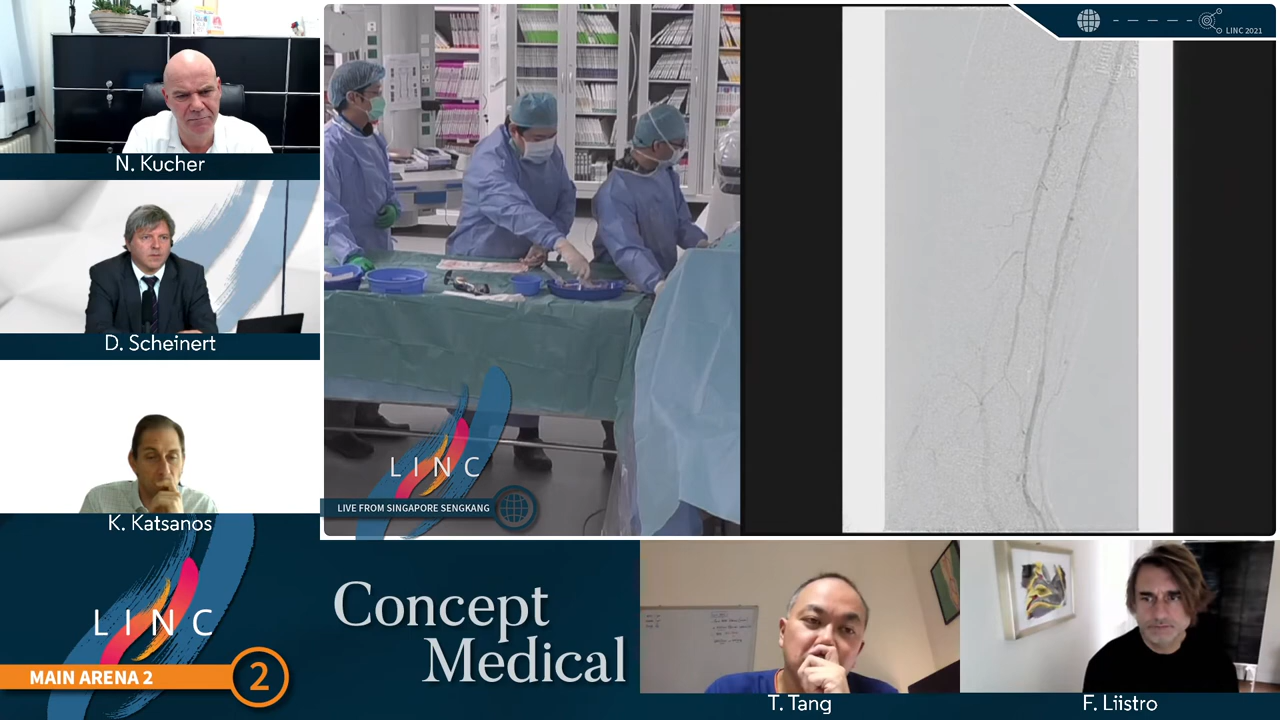 LINC 2021
N. Kucher
D. Scheinert
K. Katsanos
LINC
LIVE FROM SINGAPORE SENGKANG
LINC
MAIN ARENA 2
2
Concept
Medical
T. Tang
F. Liistro